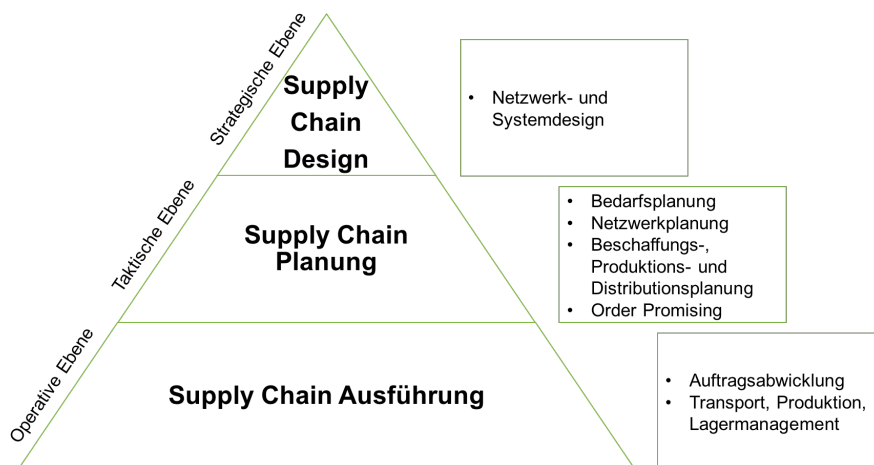 Strategische Ebene
Supply
Chain
Design
• Netzwerk- und
Systemdesign
Taktische Ebene
Supply Chain
Planung
• Bedarfsplanung
• Netzwerkplanung
• Beschaffungs-,
Produktions- und
Distributionsplanung
• Order Promising
Operative Ebene
Supply Chain Ausführung
• Auftragsabwicklung
• Transport, Produktion,
Lagermanagement